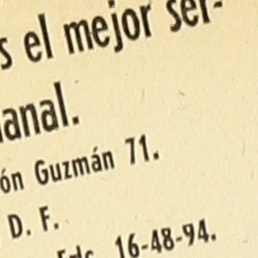 s el mejor ser-
anal.
ón Guzmán 71.
D. F.
16-48-94.